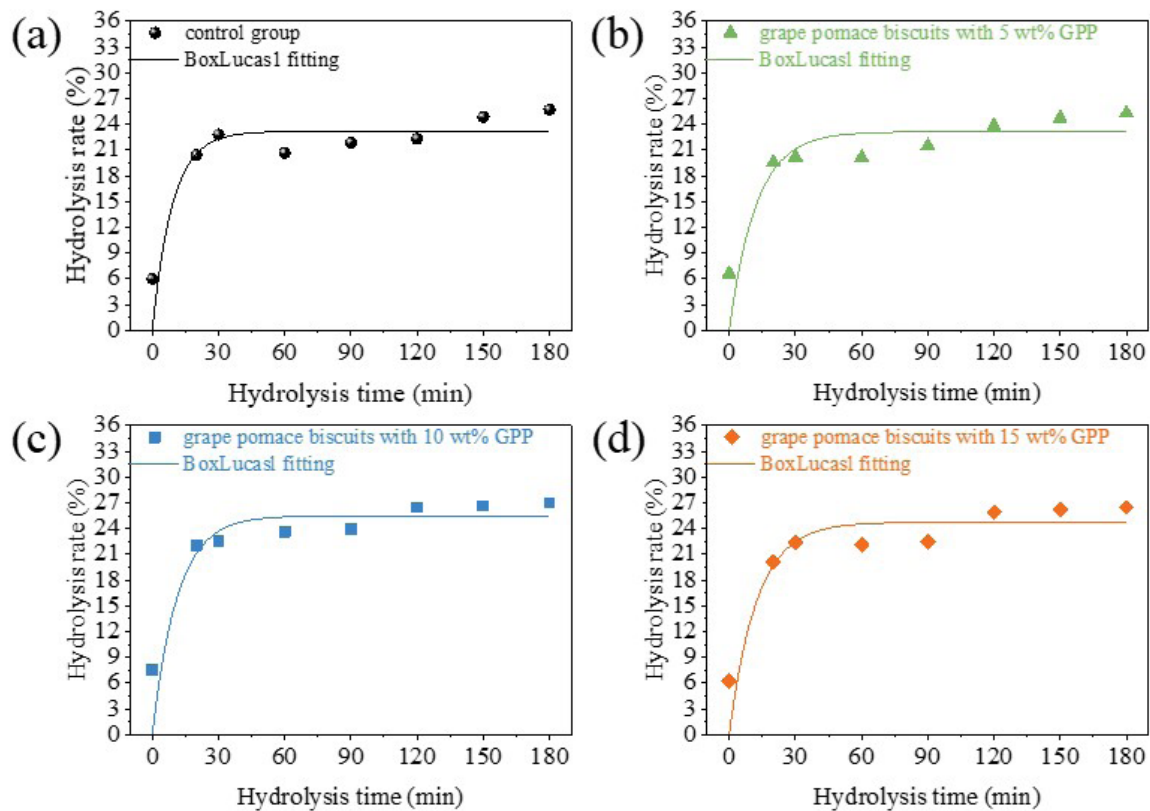 (a)
control group
BoxLucas1 fitting
Hydrolysis rate (%)
36
33
30
27
24
21
18
15
12
9
6
3
0
0 30 60 90 120 150 180
Hydrolysis time (min)
(b)
grape pomace biscuits with 5 wt% GPP
BoxLucasl fitting
Hydrolysis rate (%)
36
33
30
27
24
21
18
15
12
9
6
3
0
0 30 60 90 120 150 180
Hydrolysis time (min)
(c)
grape pomace biscuits with 10 wt% GPP
BoxLucasl fitting
Hydrolysis rate (%)
36
33
30
27
24
21
18
15
12
9
6
3
0
0 30 60 90 120 150 180
Hydrolysis time (min)
(d)
grape pomace biscuits with 15 wt% GPP
BoxLucasl fitting
Hydrolysis rate (%)
36
33
30
27
24
21
18
15
12
9
6
3
0
0 30 60 90 120 150 180
Hydrolysis time (min)